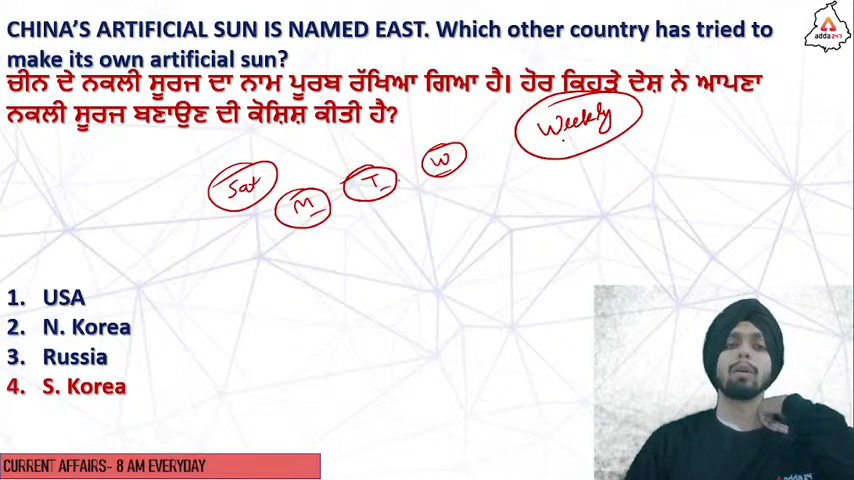 CHINA'S ARTIFICIAL SUN IS NAMED EAST. Which other country has tried to
make its own artificial sun?
ਚੀਨ ਦੇ ਨਕਲੀ ਸੂਰਜ ਦਾ ਨਾਮ ਪੂਰਬ ਰੱਖਿਆ ਗਿਆ ਹੈ। ਹੋਰ ਕਿਹੜੇ ਦੇਸ਼ ਨੇ ਆਪਣਾ
ਨਕਲੀ ਸੂਰਜ ਬਣਾਉਣ ਦੀ ਕੋਸ਼ਿਸ਼ ਕੀਤੀ ਹੈ?
adda247
Weekly
Sat M T W
1. USA
2. N. Korea
3. Russia
4. S. Korea
CURRENT AFFAIRS- 8 AM EVERYDAY
adda24